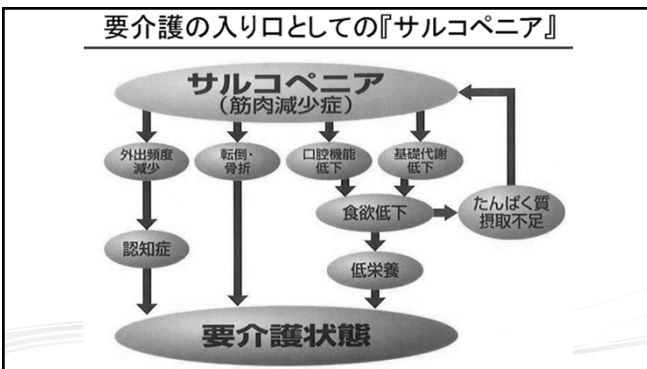 要介護の入り口としての『サルコペニア』
サルコペニア
(筋肉減少症)
外出頻度
減少
転倒・
骨折
口腔機能
低下
基礎代謝
低下
食欲低下
たんぱく質
摂取不足
認知症
低栄養
要介護状態